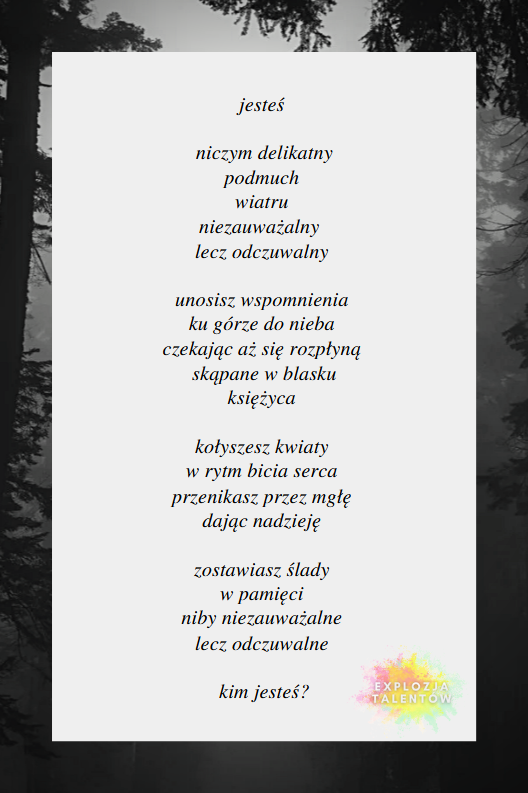 jesteś
niczym delikatny
podmuch
wiatru
niezauważalny
lecz odczuwalny
unosisz wspomnienia
ku górze do nieba
czekając aż się rozpłyną
skąpane w blasku
księżyca
kołyszesz kwiaty
w rytm bicia serca
przenikasz przez mgłę
dając nadzieję
zostawiasz ślady
w pamięci
niby niezauważalne
lecz odczuwalne
kim jesteś?
EXPLOZJA
TALENTÓW